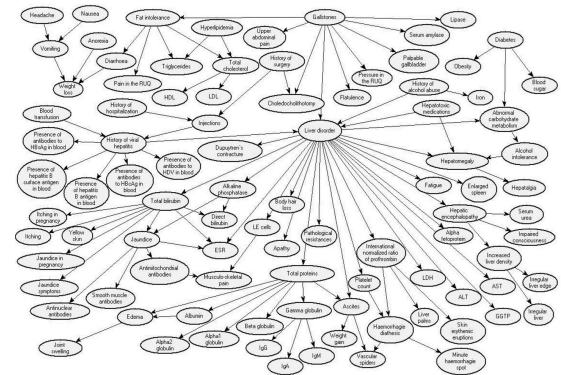 Headache
Nausea
Fat intolerance
Gallstones
Lipase
Vomiting
Anorexia
Hyperlipidemia
Upper
abdominal
pain
Serum amylase
Diabetes
Diarrhoea
Weight
loss
Pain in the RUQ
Triglycerides
Total
cholesterol
History of
surgery
Pressure in
the RUQ
Palpable
gallbladder
Obesity
Blood
sugar
HDL
LDL
Choledocholithotomy
Flatulence
History of
alcohol abuse
Iron
History of
hospitalization
Injections
Hepatotoxic
medications
Abnormal
carbohydrate
metabolism
Blood
transfusion
History of viral
hepatitis
Liver disorder
Alcohol
intolerance
Presence of
antibodies to
HBsAg in blood
Presence of
hepatitis B
surface antigen
in blood
Presence
of hepatitis B
antigen
in blood
Presence of
antibodies
to HBcAg
in blood
Presence of
antibodies to
HDV in blood
Dupuytren's
contracture
Hepatomegaly
Hepatalgia
Fatigue
Enlarged
spleen
Alkaline
phosphatase
Total bilirubin
Direct
bilirubin
Body hair
loss
Hepatic
encephalopathy
Serum
urea
Itching in
pregnancy
Itching
Yellow
skin
Jaundice
ESR
LE cells
Apathy
Pathological
resistances
International
normalized ratio
of prothrombin
Alpha
fetoprotein
Impaired
consciousness
Jaundice in
pregnancy
Antimitochondrial
antibodies
Musculo-skeletal
pain
Total proteins
Platelet
count
LDH
ALT
AST
Increased
liver density
Irregular
liver edge
Jaundice
symptoms
Smooth muscle
antibodies
Antinuclear
antibodies
Edema
Albumin
Gamma globulin
Ascites
GGTP
Irregular
liver
Joint
swelling
Alpha2
globulin
Alpha1
globulin
Beta globulin
IgG
IgA
IgM
Weight
gain
Vascular
spiders
Haemorrhagie
diathesis
Liver
palms
Skin
erythemic
eruptions
Minute
haemorrhagie
spot